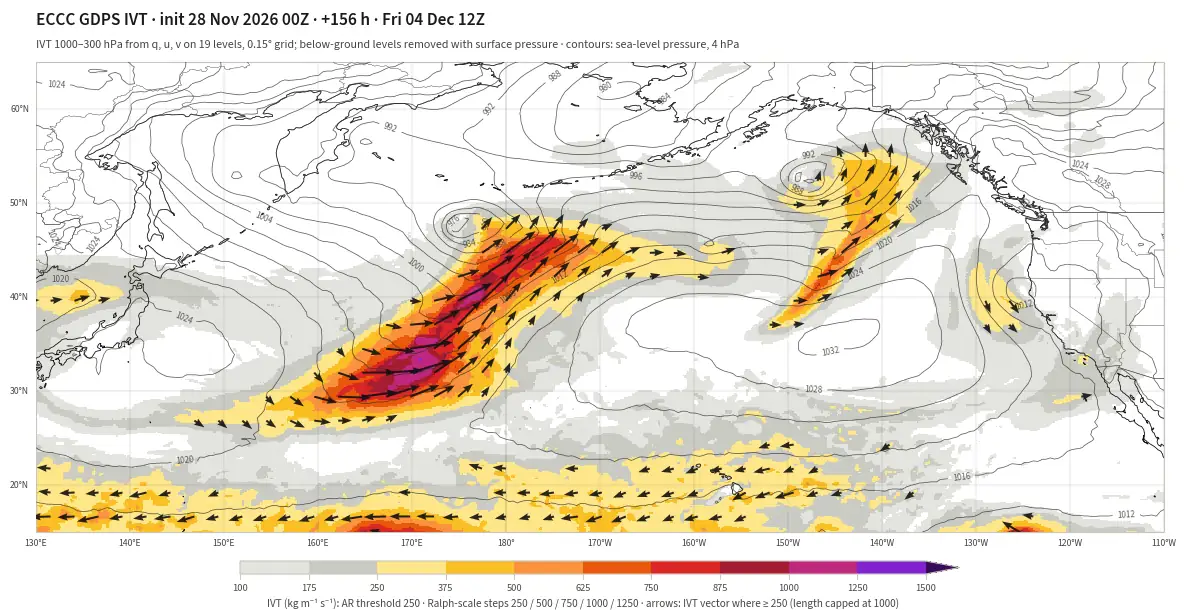 ECCC GDPS IVT · init 28 Nov 2026 00Z · +156 h · Fri 04 Dec 12Z
IVT 1000–300 hPa from q, u, v on 19 levels, 0.15° grid; below-ground levels removed with surface pressure · contours: sea-level pressure, 4 hPa
1024
988
980
984
992
992
60°N
992
996
988
1024
1028
50°N
1004
976
984
1016
1020
1024
1000
1020
1012
1024
40°N
1012
1024
1032
30°N
1028
1020
1016
20°N
1012
130°E 140°E 150°E 160°E 170°E 180° 170°W 160°W 150°W 140°W 130°W 120°W 110°W
100 175 250 375 500 625 750 875 1000 1250 1500
IVT (kg m⁻¹ s⁻¹): AR threshold 250 · Ralph-scale steps 250 / 500 / 750 / 1000 / 1250 · arrows: IVT vector where ≥ 250 (length capped at 1000)